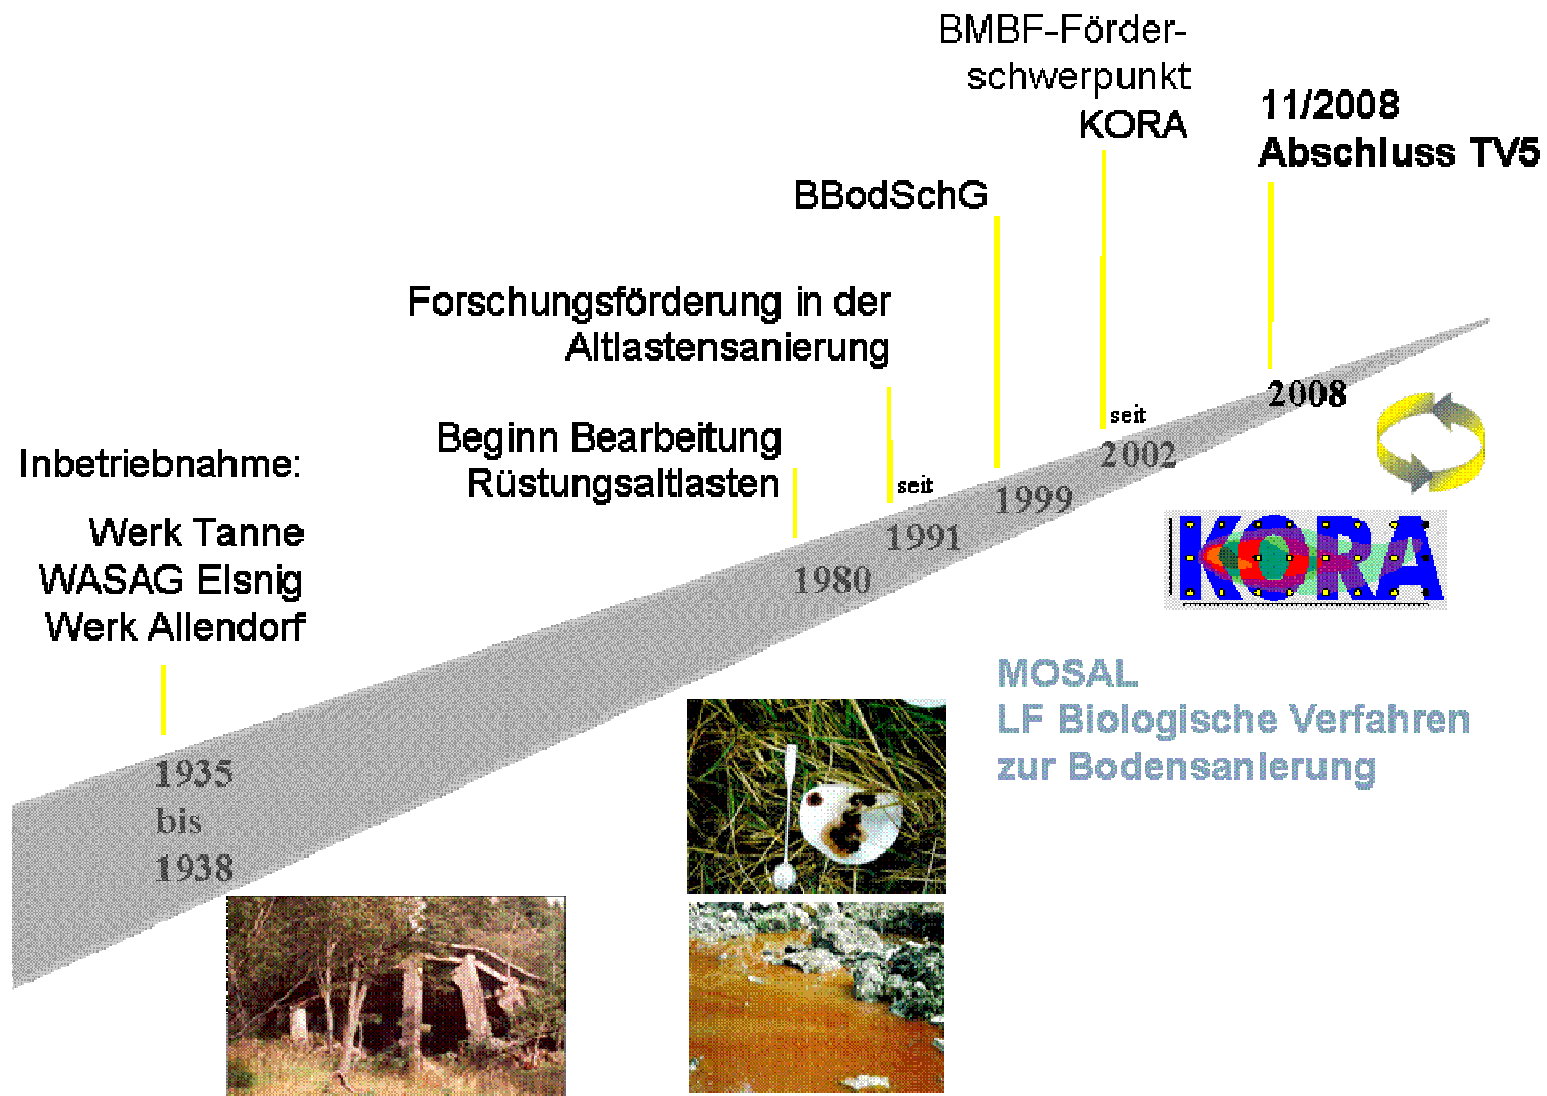 BMBF-Förder-
schwerpunkt
KORA
11/2008
Abschluss TV5
BBodSchG
Forschungsförderung in der
Altlastensanierung
Beginn Bearbeitung
Rüstungsaltlasten
Inbetriebnahme:
Werk Tanne
WASAG Elsnig
Werk Allendorf
1935
bis
1938
1980
seit
1991
1999
seit
2002
2008
KORA
MOSAL
LF Biologische Verfahren
zur Bodensanierung